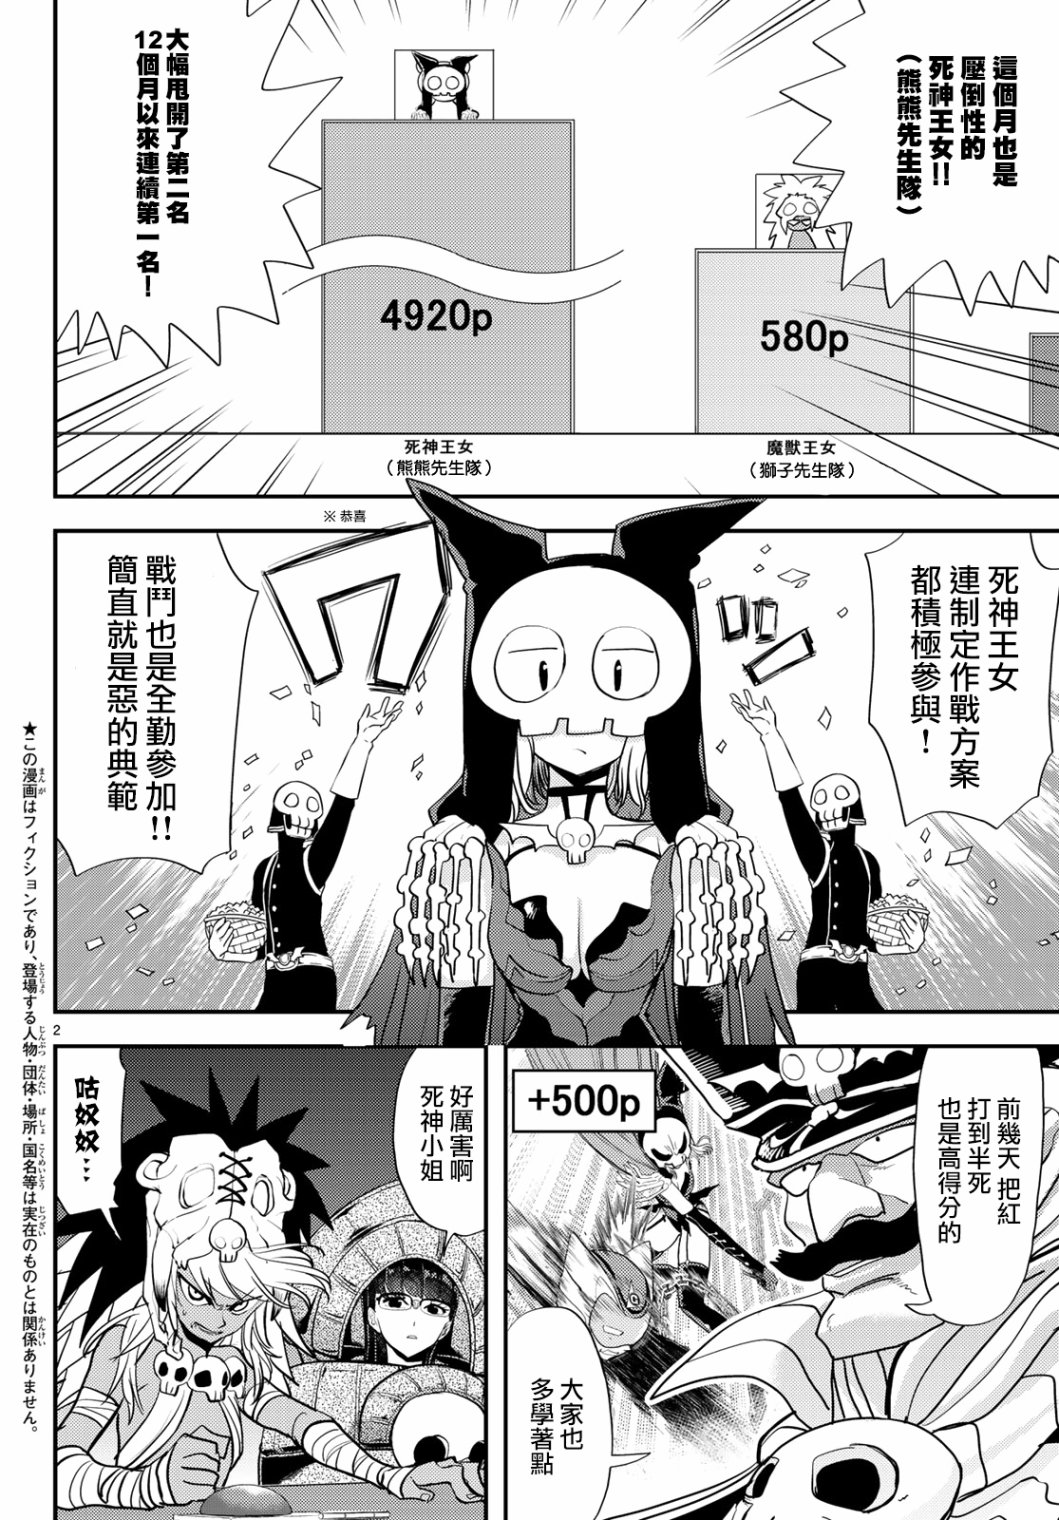 這個月也是
壓倒性的
死神王女!!
(熊熊先生隊)
大幅甩開了第二名
12個月以來連續第一名！
4920p
580p
死神王女
(熊熊先生隊)
魔獸王女
(獅子先生隊)
※恭喜
死神王女
連制定作戰方案
都積極參與！
戰鬥也是全勤參加!!
簡直就是惡的典範
2
前幾天 把紅
打到半死
也是高得分的
+500p
大家也
多學著點
好厲害啊
死神小姐
咕奴奴…
★この漫画はフィクションであり、登場する人物・団体・場所・国名等は実在のものとは関係ありません。